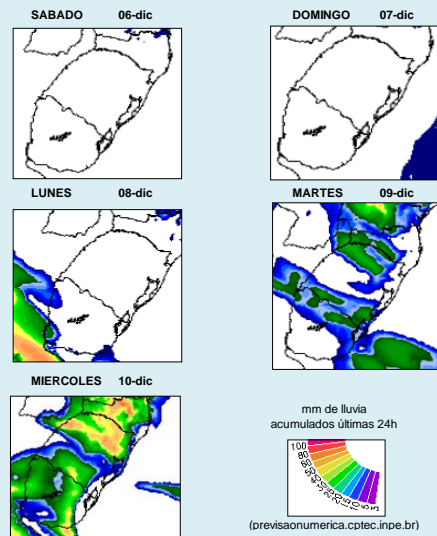 SABADO 06-dic
DOMINGO 07-dic
LUNES 08-dic
MARTES 09-dic
MIERCOLES 10-dic
mm de lluvia
acumulados últimas 24h
100
80
60
(previsaonumerica.cptec.inpe.br)